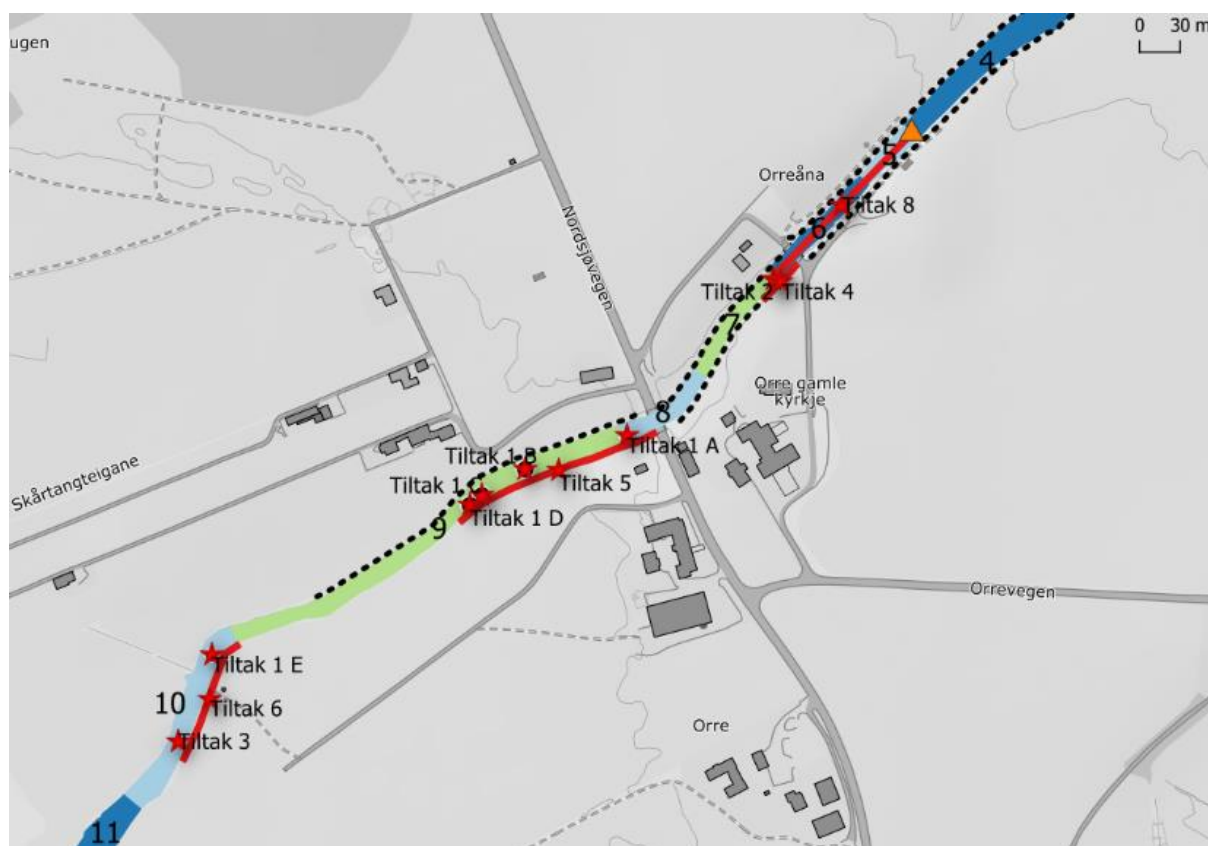 ugen
0 30 m
4
5
Orreåna
Tiltak 8
6
Nordsjøvegen
Tiltak 2
Tiltak 4
7
Orre gamle
kyrkje
8
Tiltak 1 A
Tiltak 1 B
Tiltak 5
Tiltak 1 C
Skårtangteigane
Tiltak 1 D
9
Orrevegen
Tiltak 1 E
10
Tiltak 6
Orre
Tiltak 3
11